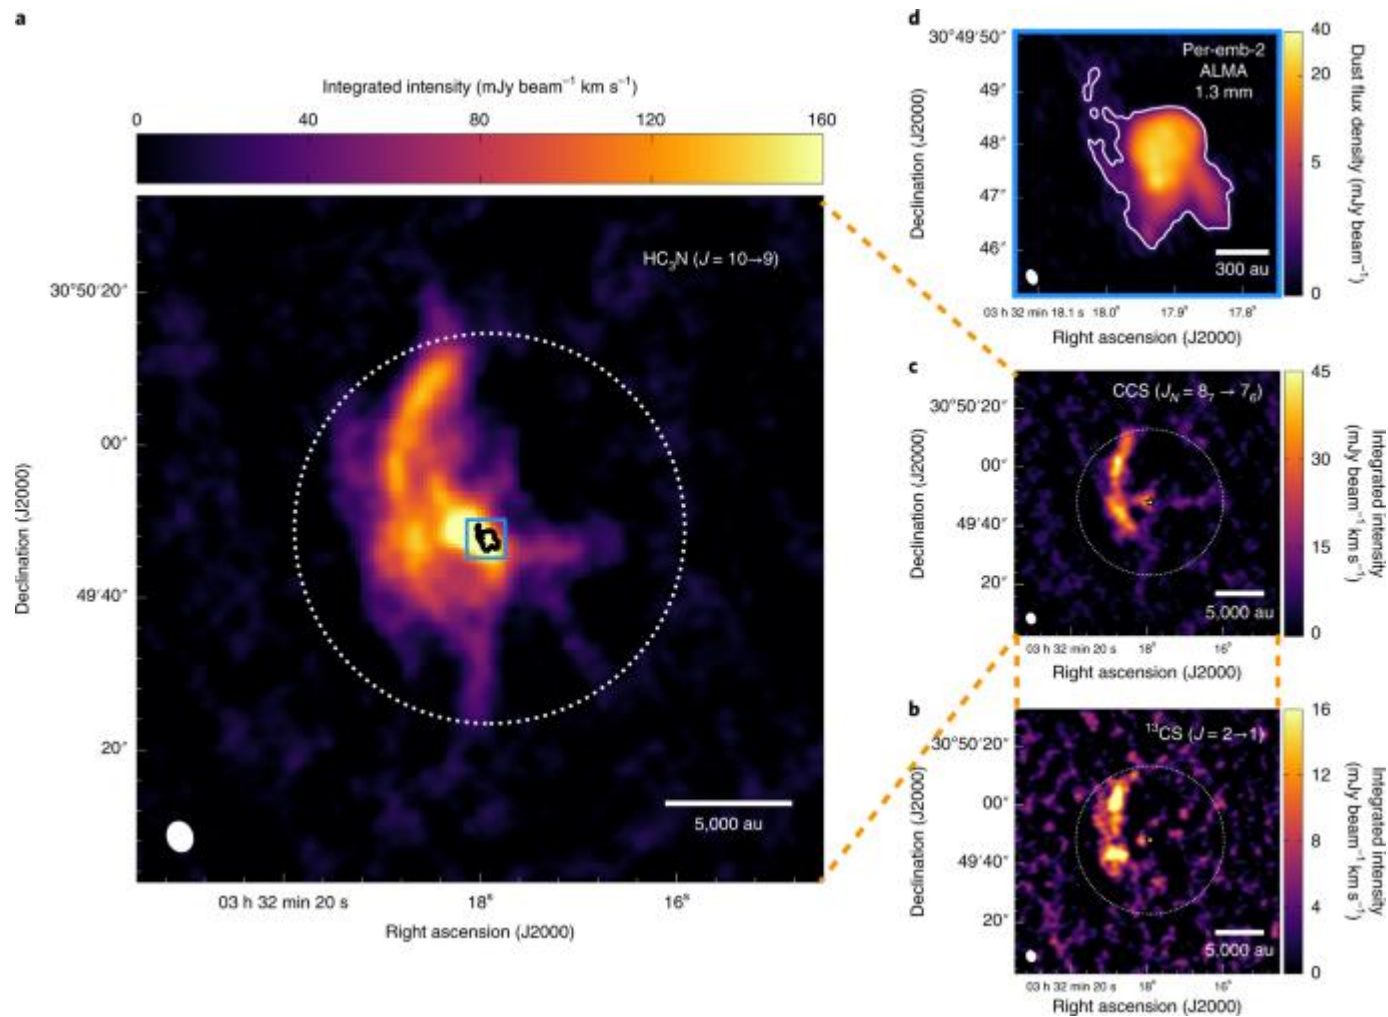 a
Integrated intensity (mJy beam⁻¹ km s⁻¹)
0 40 80 120 160
HC₃N (J = 10→9)
30°50′20″
00″
49′40″
20″
Declination (J2000)
5,000 au
03 h 32 min 20 s 18ˢ 16ˢ
Right ascension (J2000)
d
Per-emb-2
ALMA
1.3 mm
30°49′50″
49″
48″
47″
46″
Declination (J2000)
300 au
03 h 32 min 18.1 s 18.0ˢ 17.9ˢ 17.8ˢ
Right ascension (J2000)
40
20
5
0
Dust flux density (mJy beam⁻¹)
c
CCS (J_N = 8₇ → 7₆)
30°50′20″
00″
49′40″
20″
Declination (J2000)
5,000 au
03 h 32 min 20 s 18ˢ 16ˢ
Right ascension (J2000)
45
30
15
0
Integrated intensity
(mJy beam⁻¹ km s⁻¹)
b
¹³CS (J = 2→1)
30°50′20″
00″
49′40″
20″
Declination (J2000)
5,000 au
03 h 32 min 20 s 18ˢ 16ˢ
Right ascension (J2000)
16
12
8
4
0
Integrated intensity
(mJy beam⁻¹ km s⁻¹)